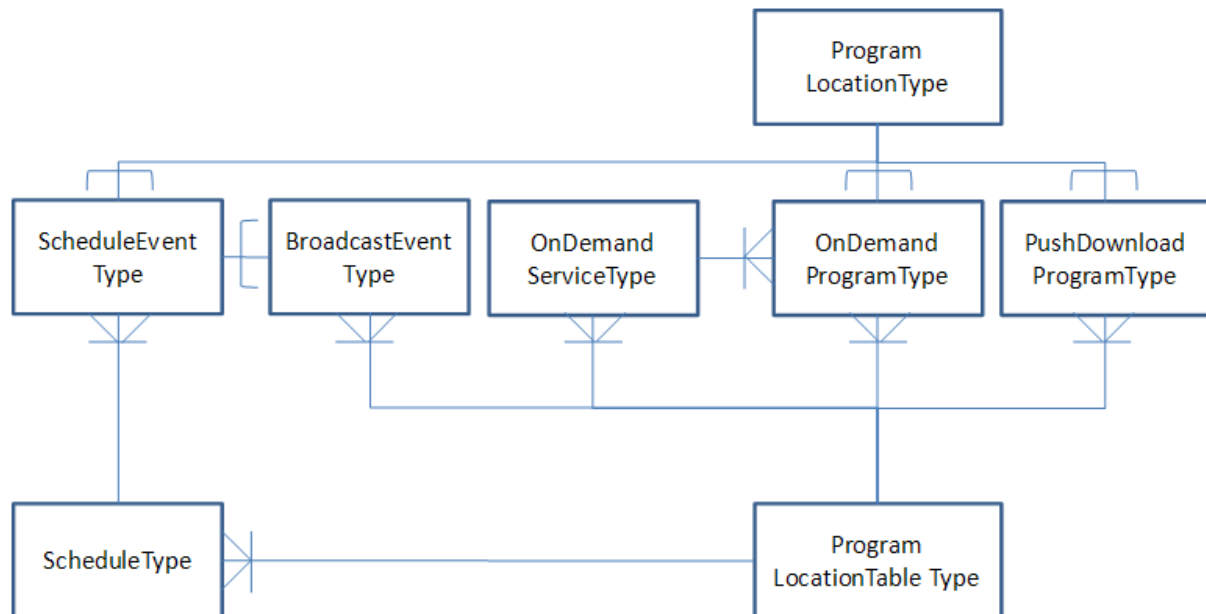 Program
LocationType
ScheduleEvent
Type
BroadcastEvent
Type
OnDemand
ServiceType
OnDemand
ProgramType
PushDownload
ProgramType
ScheduleType
Program
LocationTable Type